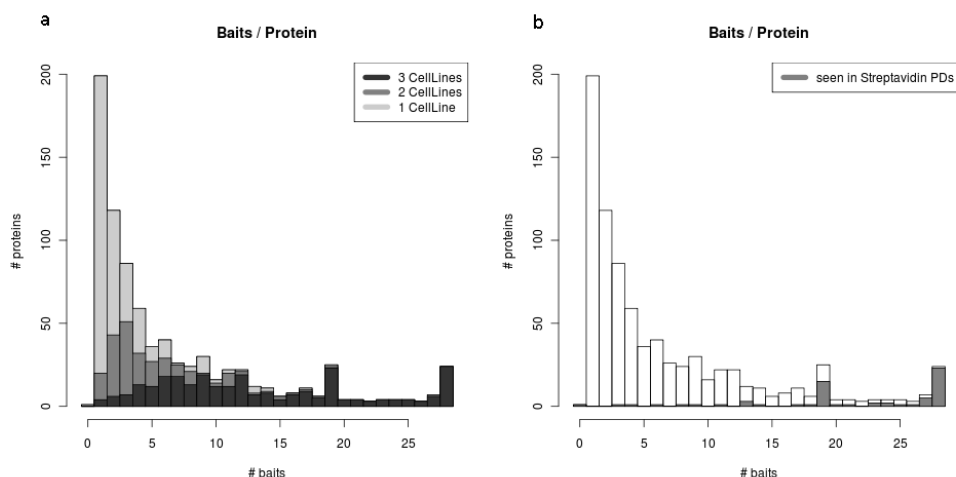 a
Baits / Protein
3 CellLines
2 CellLines
1 CellLine
# proteins
0 50 100 150 200
0 5 10 15 20 25
# baits
b
Baits / Protein
seen in Streptavidin PDs
# proteins
0 50 100 150 200
0 5 10 15 20 25
# baits